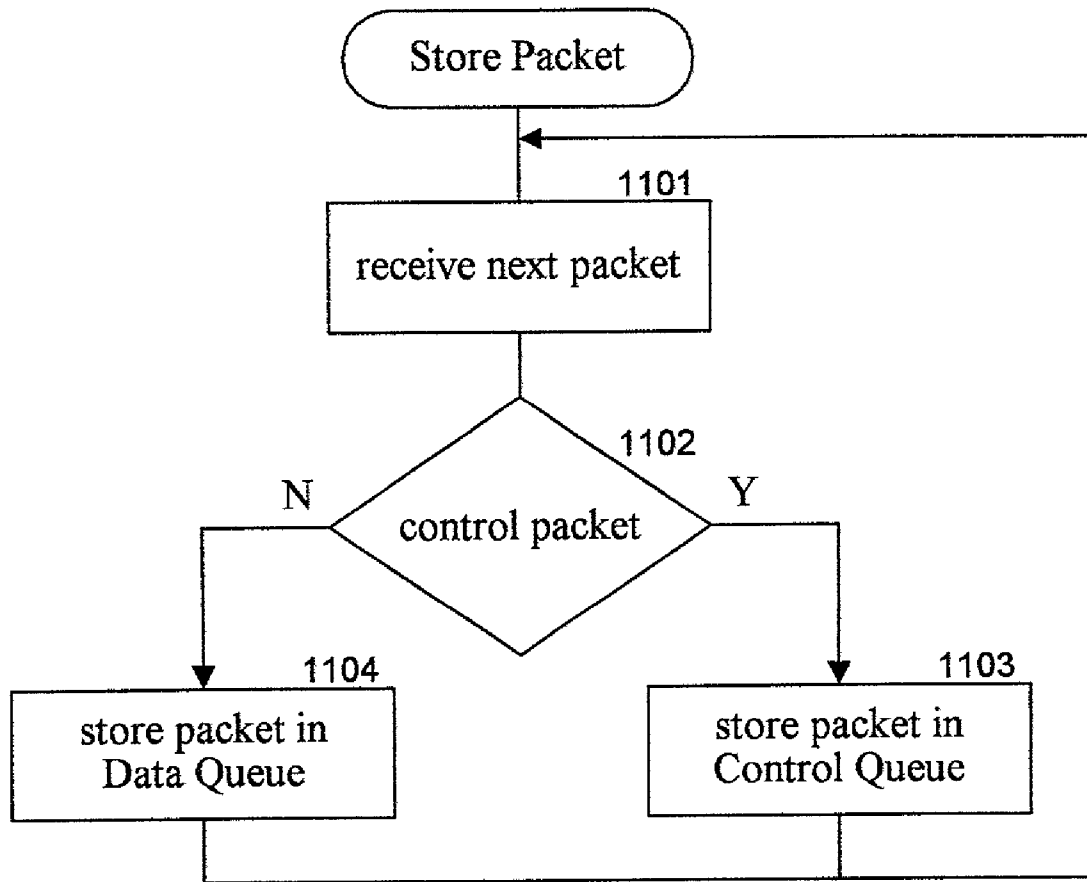 Store Packet
1101
receive next packet
1102
N
Y
control packet
1104
1103
store packet in
Data Queue
store packet in
Control Queue